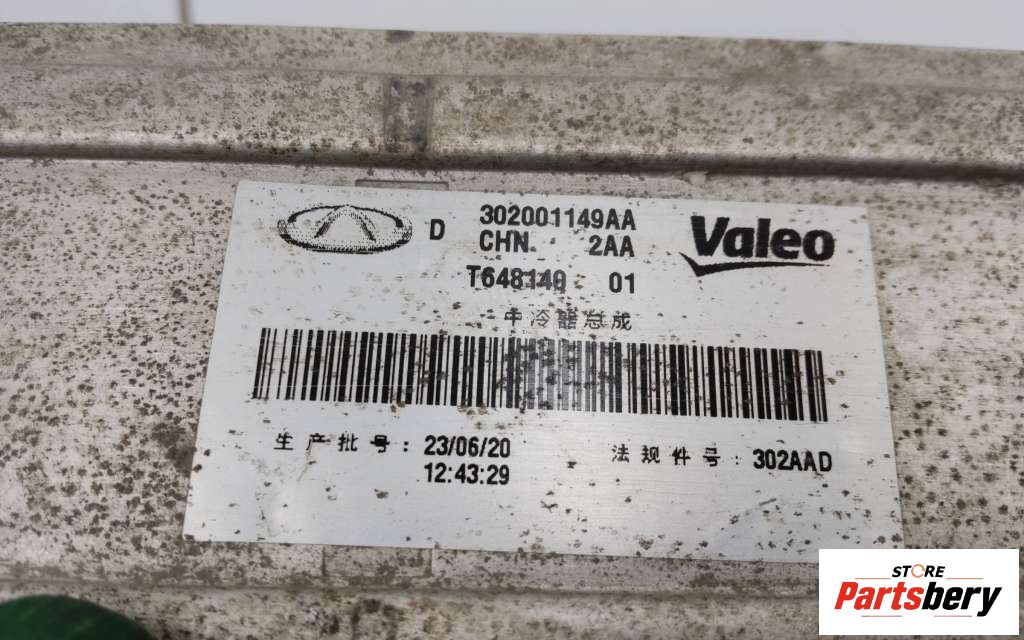 D 302001149AA
CHN. 2AA
Valeo
T648140 01
中冷器总成
生产批号: 23/06/20
12:43:29
法规件号: 302AAD
STORE
Partsbery